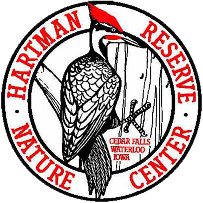 HARTMAN RESERVE
NATURE CENTER
CEDAR FALLS
WATERLOO
IOWA